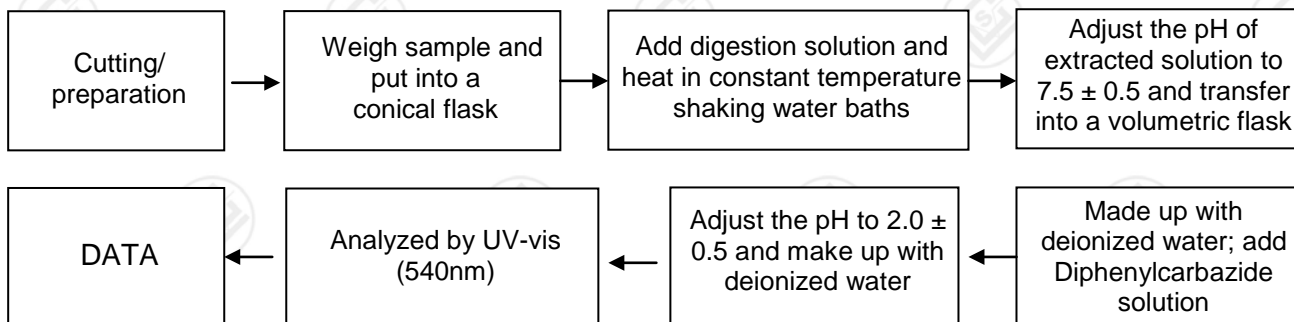 Cutting/
preparation
Weigh sample and
put into a
conical flask
Add digestion solution and
heat in constant temperature
shaking water baths
Adjust the pH of
extracted solution to
7.5 ± 0.5 and transfer
into a volumetric flask
Made up with
deionized water; add
Diphenylcarbazide
solution
Adjust the pH to 2.0 ±
0.5 and make up with
deionized water
Analyzed by UV-vis
(540nm)
DATA